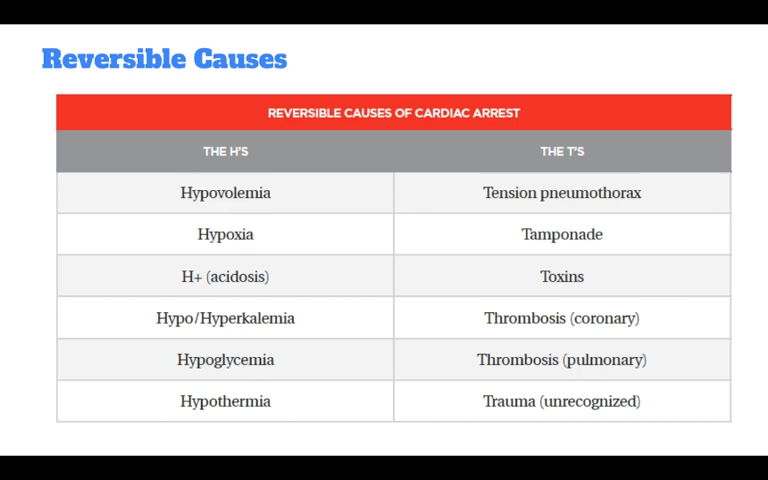 Reversible Causes
REVERSIBLE CAUSES OF CARDIAC ARREST
THE H'S THE T'S
Hypovolemia Tension pneumothorax
Hypoxia Tamponade
H+ (acidosis) Toxins
Hypo/Hyperkalemia Thrombosis (coronary)
Hypoglycemia Thrombosis (pulmonary)
Hypothermia Trauma (unrecognized)